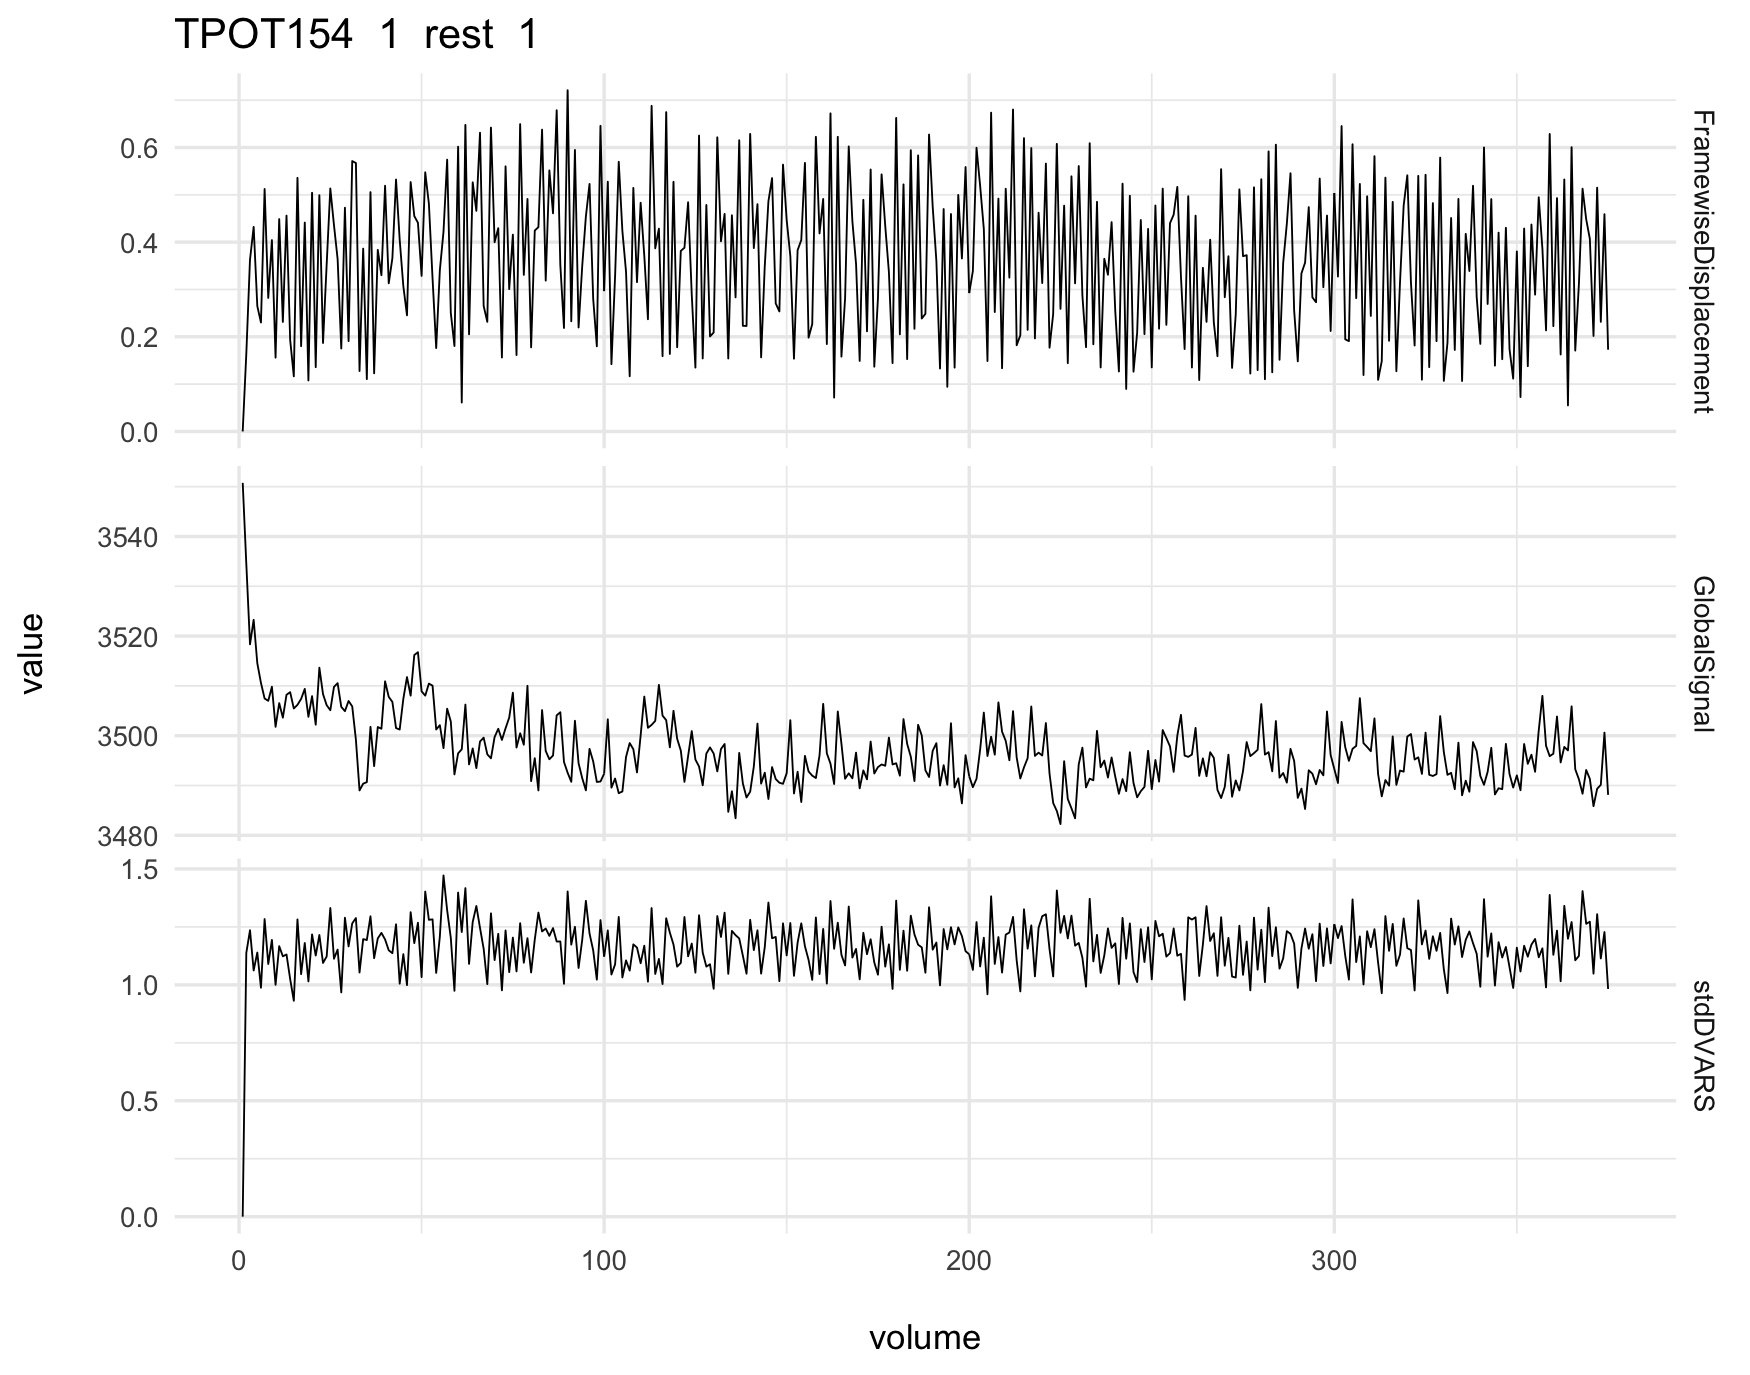 TPOT154 1 rest 1
0.6
0.4
0.2
0.0
FramewiseDisplacement
3540
3520
3500
3480
GlobalSignal
value
1.5
1.0
0.5
0.0
stdDVARS
0 100 200 300
volume